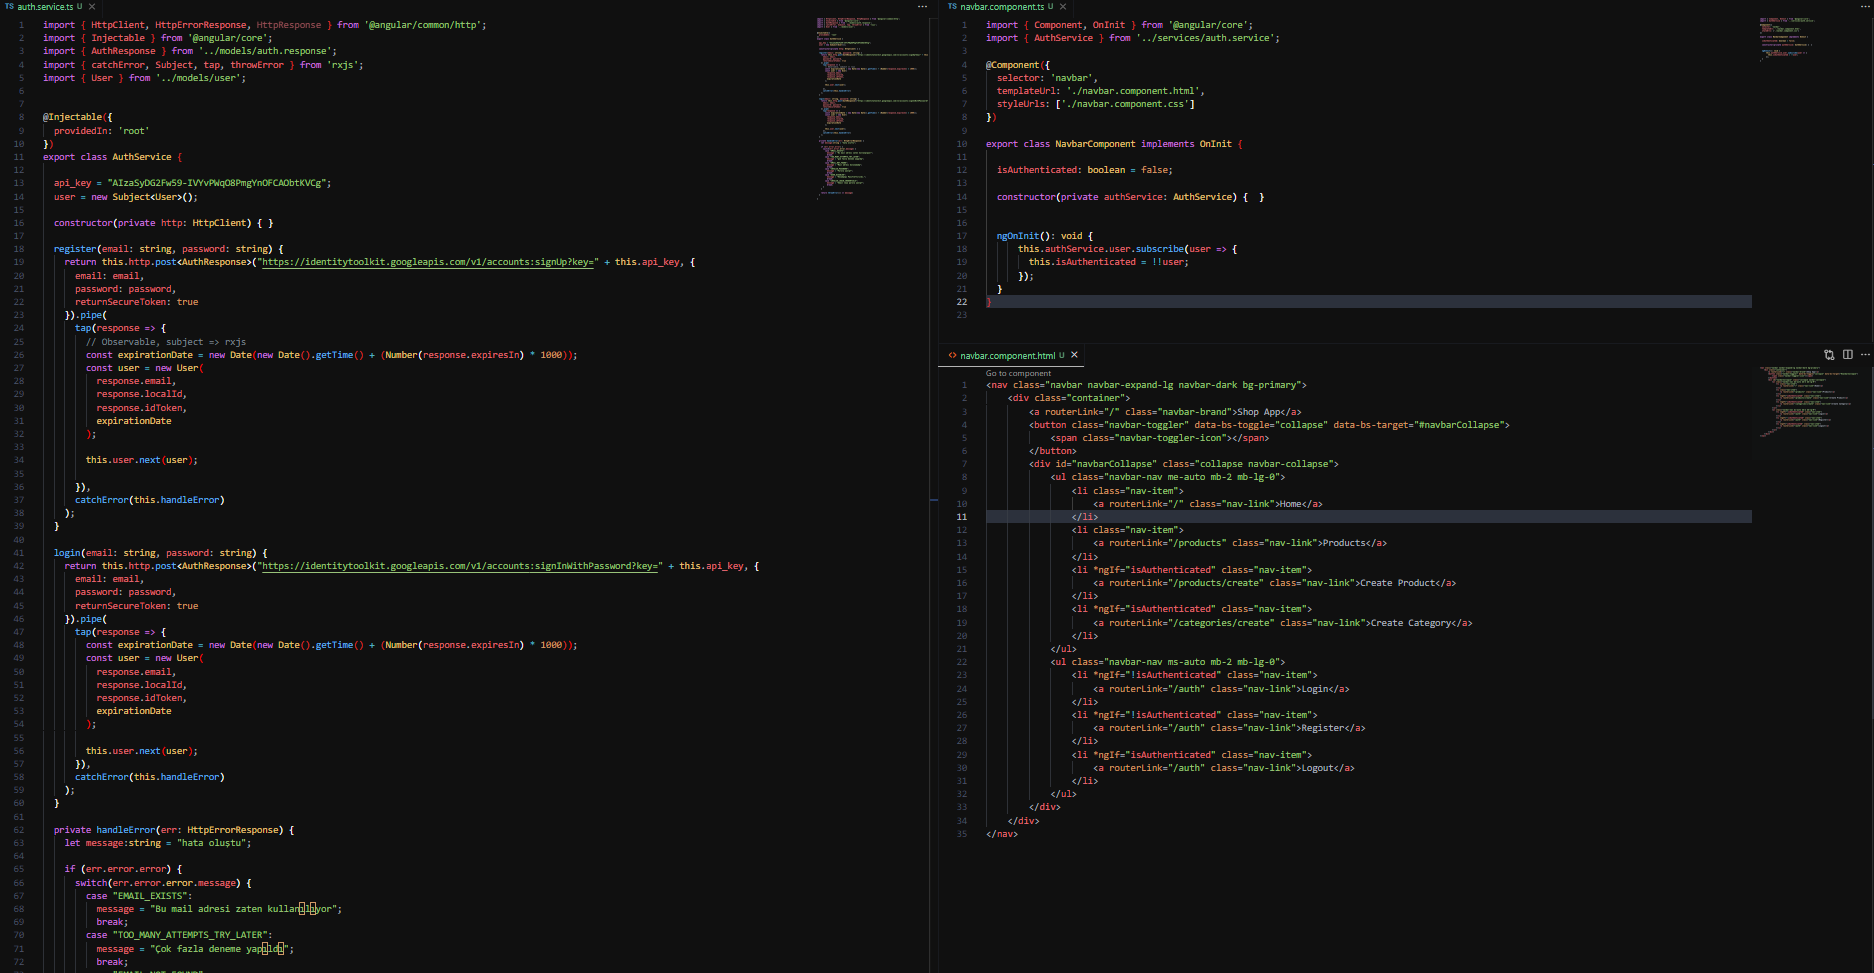 TS auth.service.ts U
import { HttpClient, HttpErrorResponse, HttpResponse } from '@angular/common/http';
import { Injectable } from '@angular/core';
import { AuthResponse } from '../models/auth.response';
import { catchError, Subject, tap, throwError } from 'rxjs';
import { User } from '../models/user';
@Injectable({
providedIn: 'root'
})
export class AuthService {
api_key = "AIzaSyDG2Fw59-IVYvPWqO8PmgYnOFCAObtKVCg";
user = new Subject<User>();
constructor(private http: HttpClient) { }
register(email: string, password: string) {
return this.http.post<AuthResponse>("https://identitytoolkit.googleapis.com/v1/accounts:signUp?key=" + this.api_key, {
email: email,
password: password,
returnSecureToken: true
}).pipe(
tap(response => {
// Observable, subject => rxjs
const expirationDate = new Date(new Date().getTime() + (Number(response.expiresIn) * 1000));
const user = new User(
response.email,
response.localId,
response.idToken,
expirationDate
);
this.user.next(user);
}),
catchError(this.handleError)
);
}
login(email: string, password: string) {
return this.http.post<AuthResponse>("https://identitytoolkit.googleapis.com/v1/accounts:signInWithPassword?key=" + this.api_key, {
email: email,
password: password,
returnSecureToken: true
}).pipe(
tap(response => {
const expirationDate = new Date(new Date().getTime() + (Number(response.expiresIn) * 1000));
const user = new User(
response.email,
response.localId,
response.idToken,
expirationDate
);
this.user.next(user);
}),
catchError(this.handleError)
);
}
private handleError(err: HttpErrorResponse) {
let message:string = "hata oluştu";
if (err.error.error) {
switch(err.error.error.message) {
case "EMAIL_EXISTS":
message = "Bu mail adresi zaten kullanılıyor";
break;
case "TOO_MANY_ATTEMPTS_TRY_LATER":
message = "Çok fazla deneme yapıldı";
break;
TS navbar.component.ts U
import { Component, OnInit } from '@angular/core';
import { AuthService } from '../services/auth.service';
@Component({
selector: 'navbar',
templateUrl: './navbar.component.html',
styleUrls: ['./navbar.component.css']
})
export class NavbarComponent implements OnInit {
isAuthenticated: boolean = false;
constructor(private authService: AuthService) { }
ngOnInit(): void {
this.authService.user.subscribe(user => {
this.isAuthenticated = !!user;
});
}
}
<> navbar.component.html U
Go to component
<nav class="navbar navbar-expand-lg navbar-dark bg-primary">
<div class="container">
<a routerLink="/" class="navbar-brand">Shop App</a>
<button class="navbar-toggler" data-bs-toggle="collapse" data-bs-target="#navbarCollapse">
<span class="navbar-toggler-icon"></span>
</button>
<div id="navbarCollapse" class="collapse navbar-collapse">
<ul class="navbar-nav me-auto mb-2 mb-lg-0">
<li class="nav-item">
<a routerLink="/" class="nav-link">Home</a>
</li>
<li class="nav-item">
<a routerLink="/products" class="nav-link">Products</a>
</li>
<li *ngIf="isAuthenticated" class="nav-item">
<a routerLink="/products/create" class="nav-link">Create Product</a>
</li>
<li *ngIf="isAuthenticated" class="nav-item">
<a routerLink="/categories/create" class="nav-link">Create Category</a>
</li>
</ul>
<ul class="navbar-nav ms-auto mb-2 mb-lg-0">
<li *ngIf="!isAuthenticated" class="nav-item">
<a routerLink="/auth" class="nav-link">Login</a>
</li>
<li *ngIf="!isAuthenticated" class="nav-item">
<a routerLink="/auth" class="nav-link">Register</a>
</li>
<li *ngIf="isAuthenticated" class="nav-item">
<a routerLink="/auth" class="nav-link">Logout</a>
</li>
</ul>
</div>
</div>
</nav>